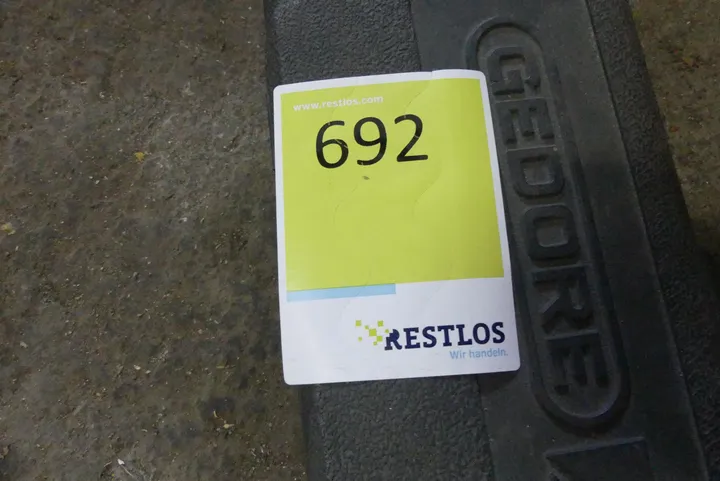 www.restlos.com
692
RESTLOS
Wir handeln.
GEDORE